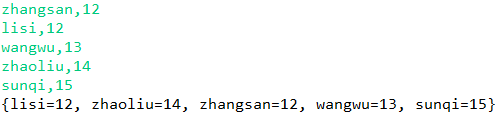 zhangsan,12
lisi,12
wangwu,13
zhaoliu,14
sunqi,15
{lisi=12, zhaoliu=14, zhangsan=12, wangwu=13, sunqi=15}